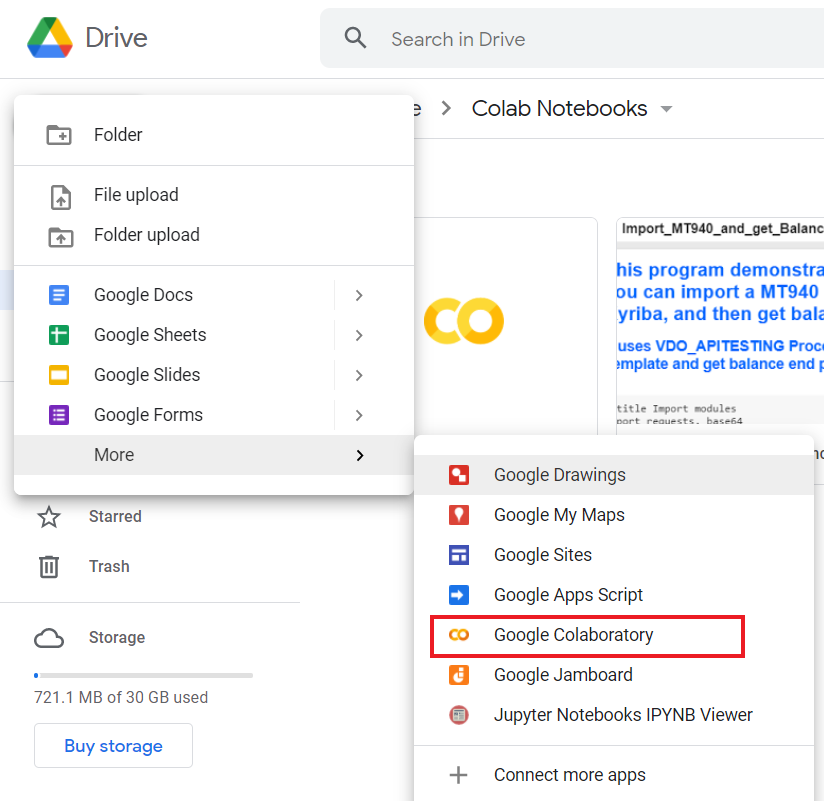 Drive
Search in Drive
e > Colab Notebooks
Folder
File upload
Folder upload
Google Docs
Google Sheets
Google Slides
Google Forms
More
Import_MT940_and_get_Balanc
his program demonstra
ou can import a MT940
yriba, and then get bala
uses VDO_APITESTING Proce
emplate and get balance end p
title Import modules
port requests, base64
Google Drawings
Google My Maps
Google Sites
Google Apps Script
Google Colaboratory
Google Jamboard
Jupyter Notebooks IPYNB Viewer
Connect more apps
Starred
Trash
Storage
721.1 MB of 30 GB used
Buy storage